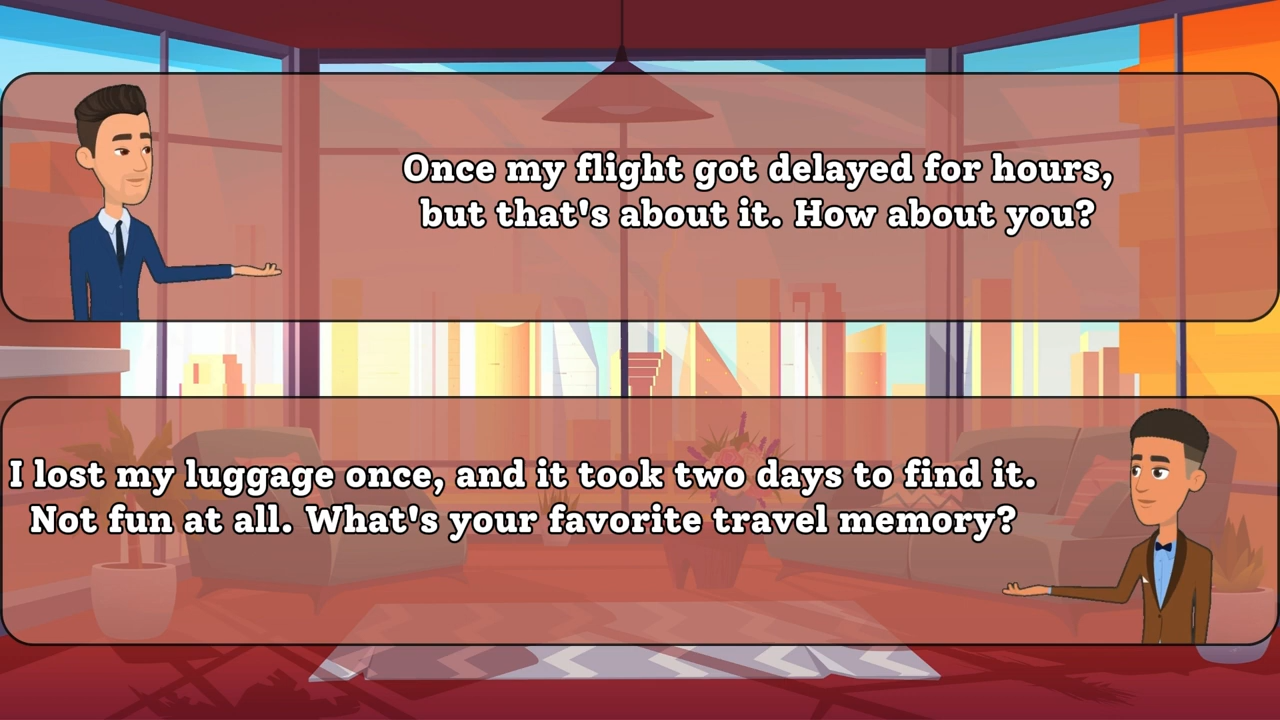 Once my flight got delayed for hours,
but that's about it. How about you?
I lost my luggage once, and it took two days to find it.
Not fun at all. What's your favorite travel memory?